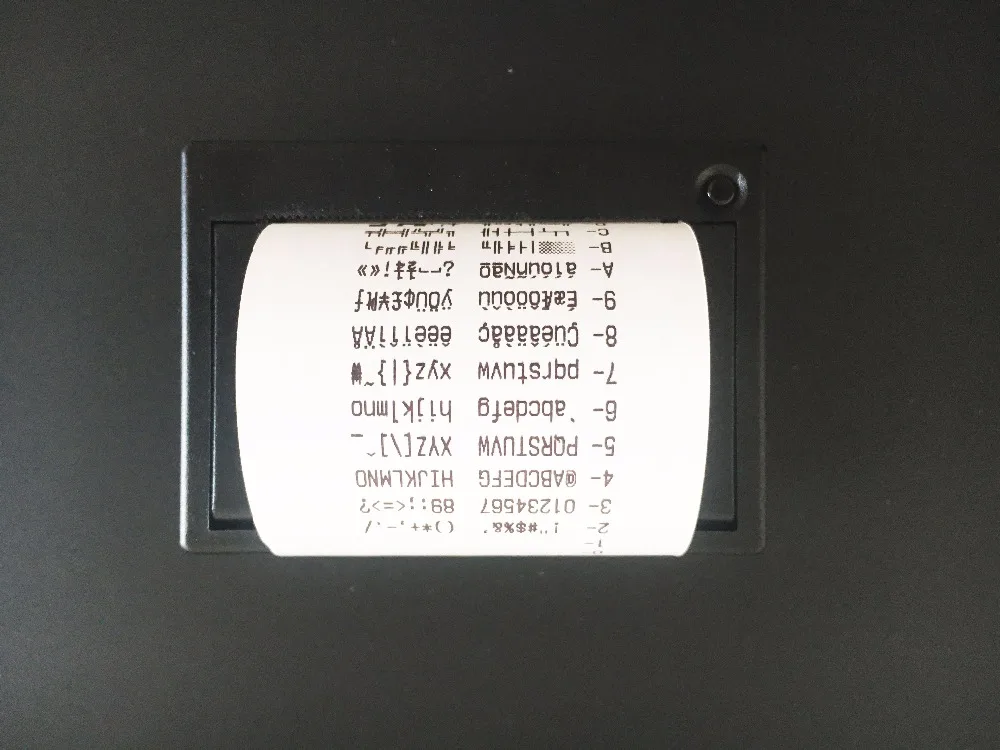 1-
2- !"#$%&' ()*+,-./
3- 01234567 89:;<=>?
4- @ABCDEFG HIJKLMNO
5- PQRSTUVW XYZ[\]^_
6- `abcdefg hijklmno
7- pqrstuvw xyz{|}~
8- Çüéâäàåç êëèïîìÄÅ
9- ÉæÆôöòûù ÿÖÜ¢£¥₧ƒ
A- áíóúñÑªº ¿⌐¬½¼¡«»
B- ░▒▓│┤╡╢╖ ╕╣║╗╝╜╛┐
C-